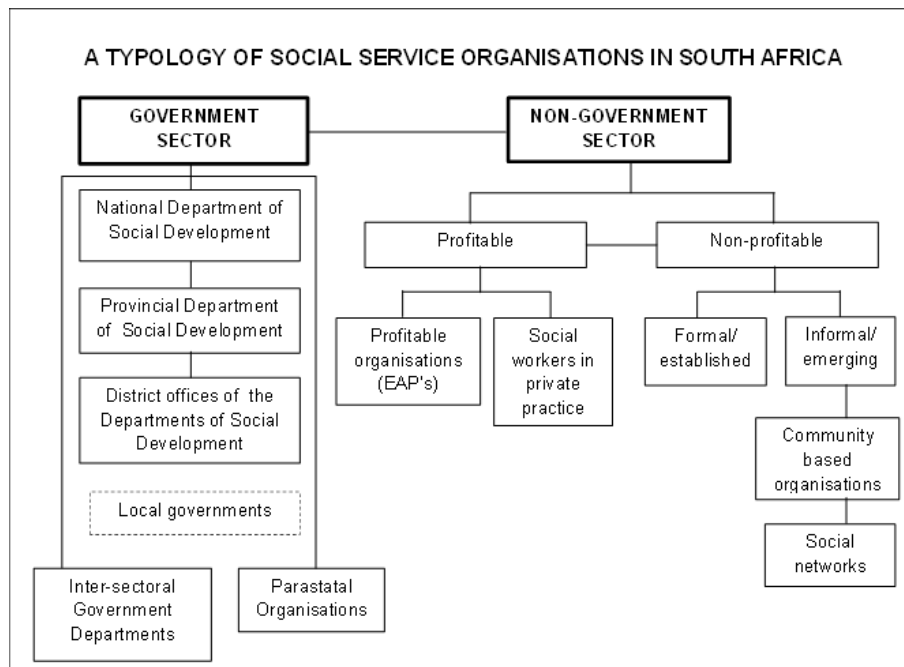 A TYPOLOGY OF SOCIAL SERVICE ORGANISATIONS IN SOUTH AFRICA
GOVERNMENT
SECTOR
NON-GOVERNMENT
SECTOR
National Department of
Social Development
Provincial Department
of Social Development
District offices of the
Departments of Social
Development
Local governments
Inter-sectoral
Government
Departments
Parastatal
Organisations
Profitable
Non-profitable
Profitable
organisations
(EAP's)
Social
workers in
private
practice
Formal/
established
Informal/
emerging
Community
based
organisations
Social
networks